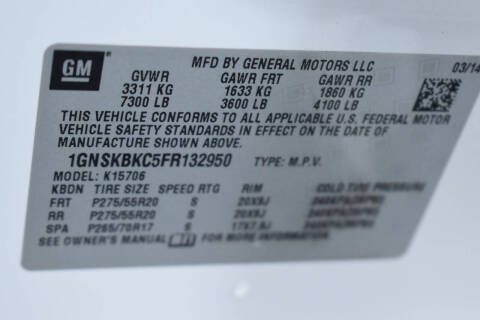 GM
MFD BY GENERAL MOTORS LLC 03/14
GVWR GAWR FRT GAWR RR
3311 KG 1633 KG 1860 KG
7300 LB 3600 LB 4100 LB
THIS VEHICLE CONFORMS TO ALL APPLICABLE U.S. FEDERAL MOTOR
VEHICLE SAFETY STANDARDS IN EFFECT ON THE DATE OF
MANUFACTURE SHOWN ABOVE.
1GNSKBKC5FR132950 TYPE: M.P.V.
MODEL: K15706
KBDN TIRE SIZE SPEED RTG RIM COLD TIRE PRESSURE
FRT P275/55R20 S 20X9J
RR P275/55R20 S 20X9J
SPA P265/70R17 S 17X7.5J
SEE OWNER'S MANUAL FOR MORE INFORMATION.